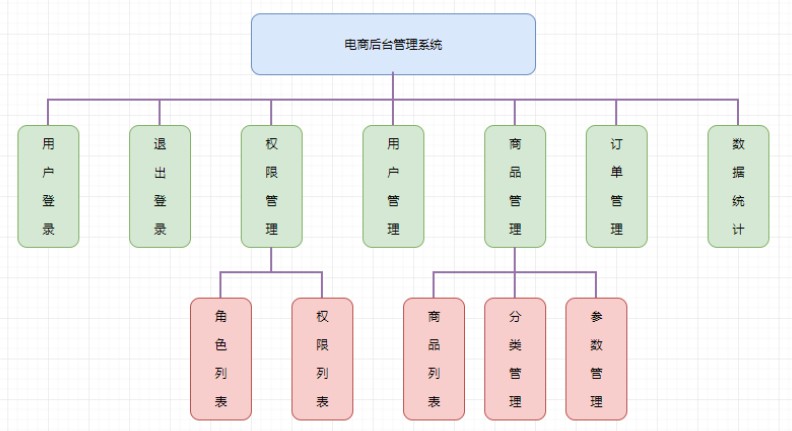 电商后台管理系统
用户登录
退出登录
权限管理
用户管理
商品管理
订单管理
数据统计
角色列表
权限列表
商品列表
分类管理
参数管理